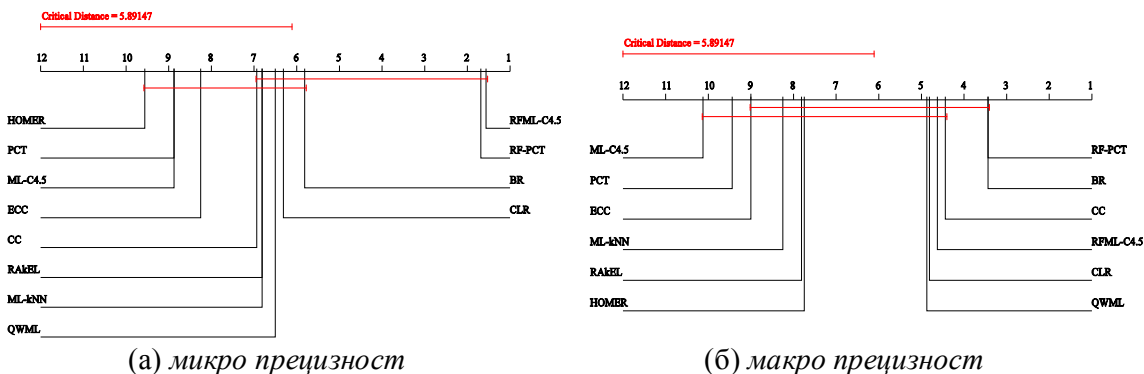 Critical Distance = 5.89147
12 11 10 9 8 7 6 5 4 3 2 1
HOMER
PCT
ML-C4.5
ECC
CC
RAkEL
ML-kNN
QWML
RFML-C4.5
RF-PCT
BR
CLR
(а) микро прецизност
Critical Distance = 5.89147
12 11 10 9 8 7 6 5 4 3 2 1
ML-C4.5
PCT
ECC
ML-kNN
RAkEL
HOMER
RF-PCT
BR
CC
RFML-C4.5
CLR
QWML
(б) макро прецизност